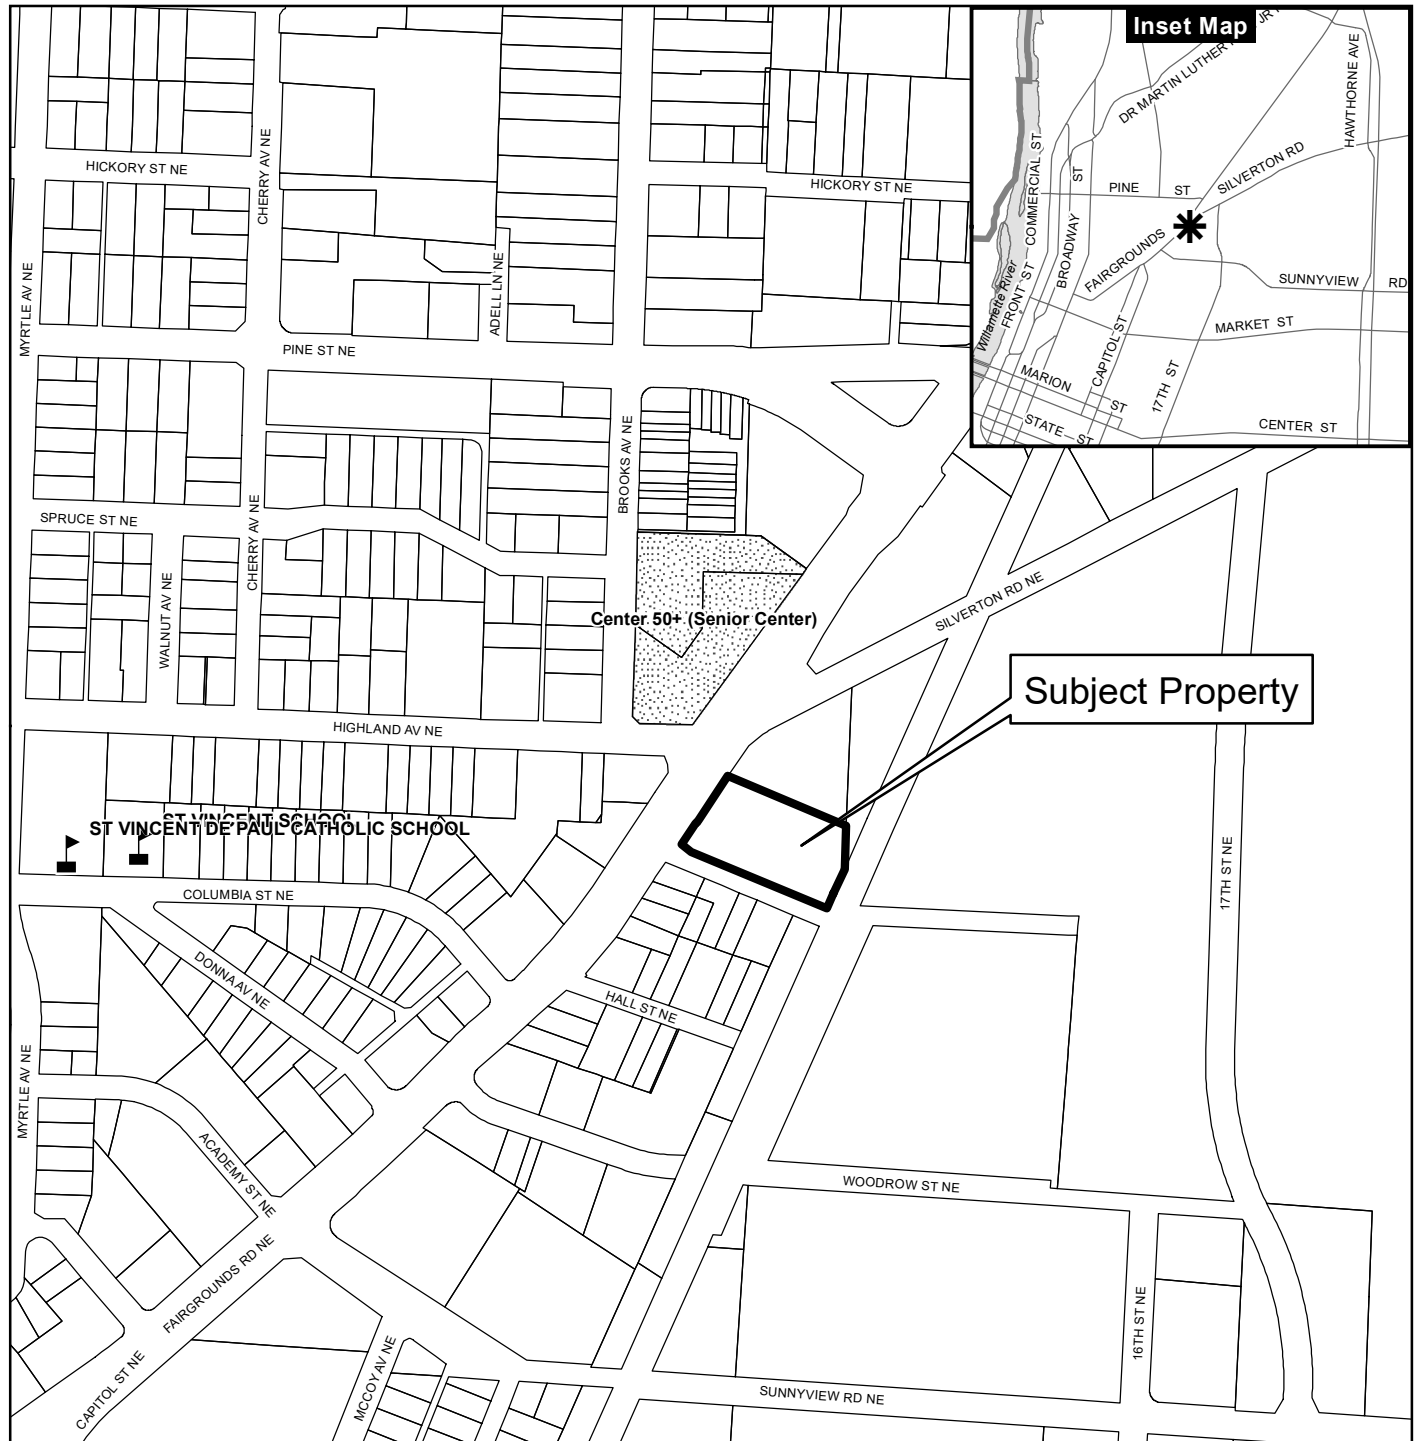 Inset Map
DR MARTIN LUTHER
JR
HAWTHORNE AVE
SILVERTON RD
PINE ST
COMMERCIAL ST
BROADWAY ST
FAIRGROUNDS
SUNNYVIEW RD
Willamette River
FRONT ST
MARKET ST
CAPITOL ST
17TH ST
MARION ST
STATE ST
CENTER ST
HICKORY ST NE
CHERRY AV NE
HICKORY ST NE
MYRTLE AV NE
ADELL LN NE
PINE ST NE
BROOKS AV NE
SPRUCE ST NE
CHERRY AV NE
WALNUT AV NE
SILVERTON RD NE
Center 50+ (Senior Center)
Subject Property
HIGHLAND AV NE
ST VINCENT SCHOOL
ST VINCENT DE PAUL CATHOLIC SCHOOL
17TH ST NE
COLUMBIA ST NE
DONNA AV NE
HALL ST NE
MYRTLE AV NE
ACADEMY ST NE
WOODROW ST NE
FAIRGROUNDS RD NE
16TH ST NE
CAPITOL ST NE
MCCOY AV NE
SUNNYVIEW RD NE